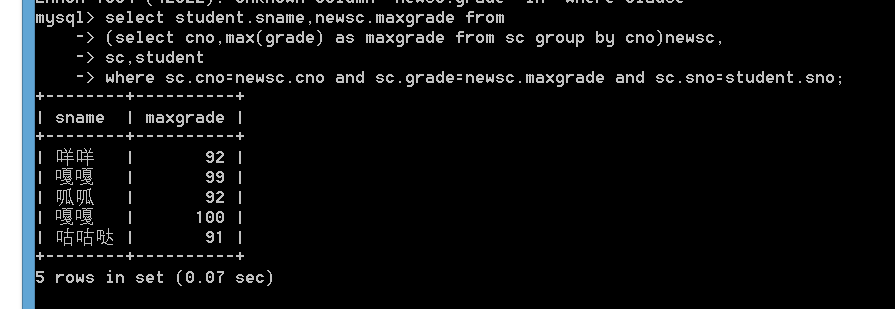 mysql> select student.sname,newsc.maxgrade from
    -> (select cno,max(grade) as maxgrade from sc group by cno)newsc,
    -> sc,student
    -> where sc.cno=newsc.cno and sc.grade=newsc.maxgrade and sc.sno=student.sno;
+--------+----------+
| sname  | maxgrade |
+--------+----------+
| 咩咩   |       92 |
| 嘎嘎   |       99 |
| 呱呱   |       92 |
| 嘎嘎   |      100 |
| 咕咕哒 |       91 |
+--------+----------+
5 rows in set (0.07 sec)